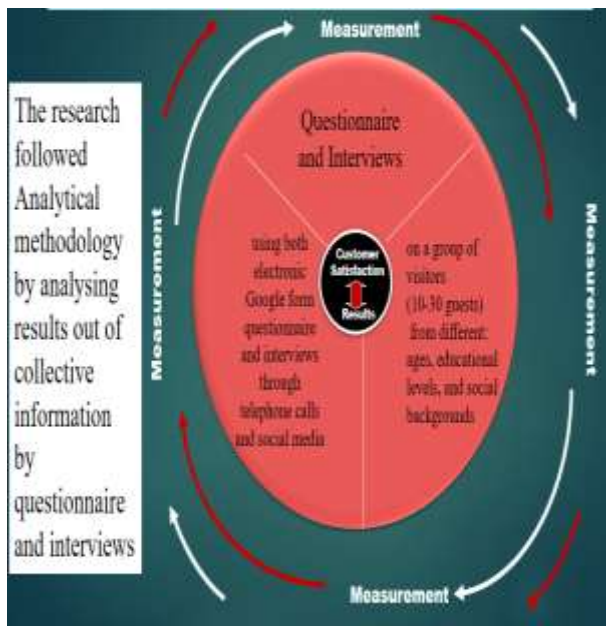 The research
followed
Analytical
methodology
by analysing
results out of
collective
information
by
questionnaire
and interviews
Measurement
Measurement
Measurement
Measurement
Questionnaire
and Interviews
using both
electronic
Google form
questionnaire
and interviews
through
telephone calls
and social media
Customer
Satisfaction
Results
on a group of
visitors
(10-30 guests)
from different:
ages, educational
levels, and social
backgrounds